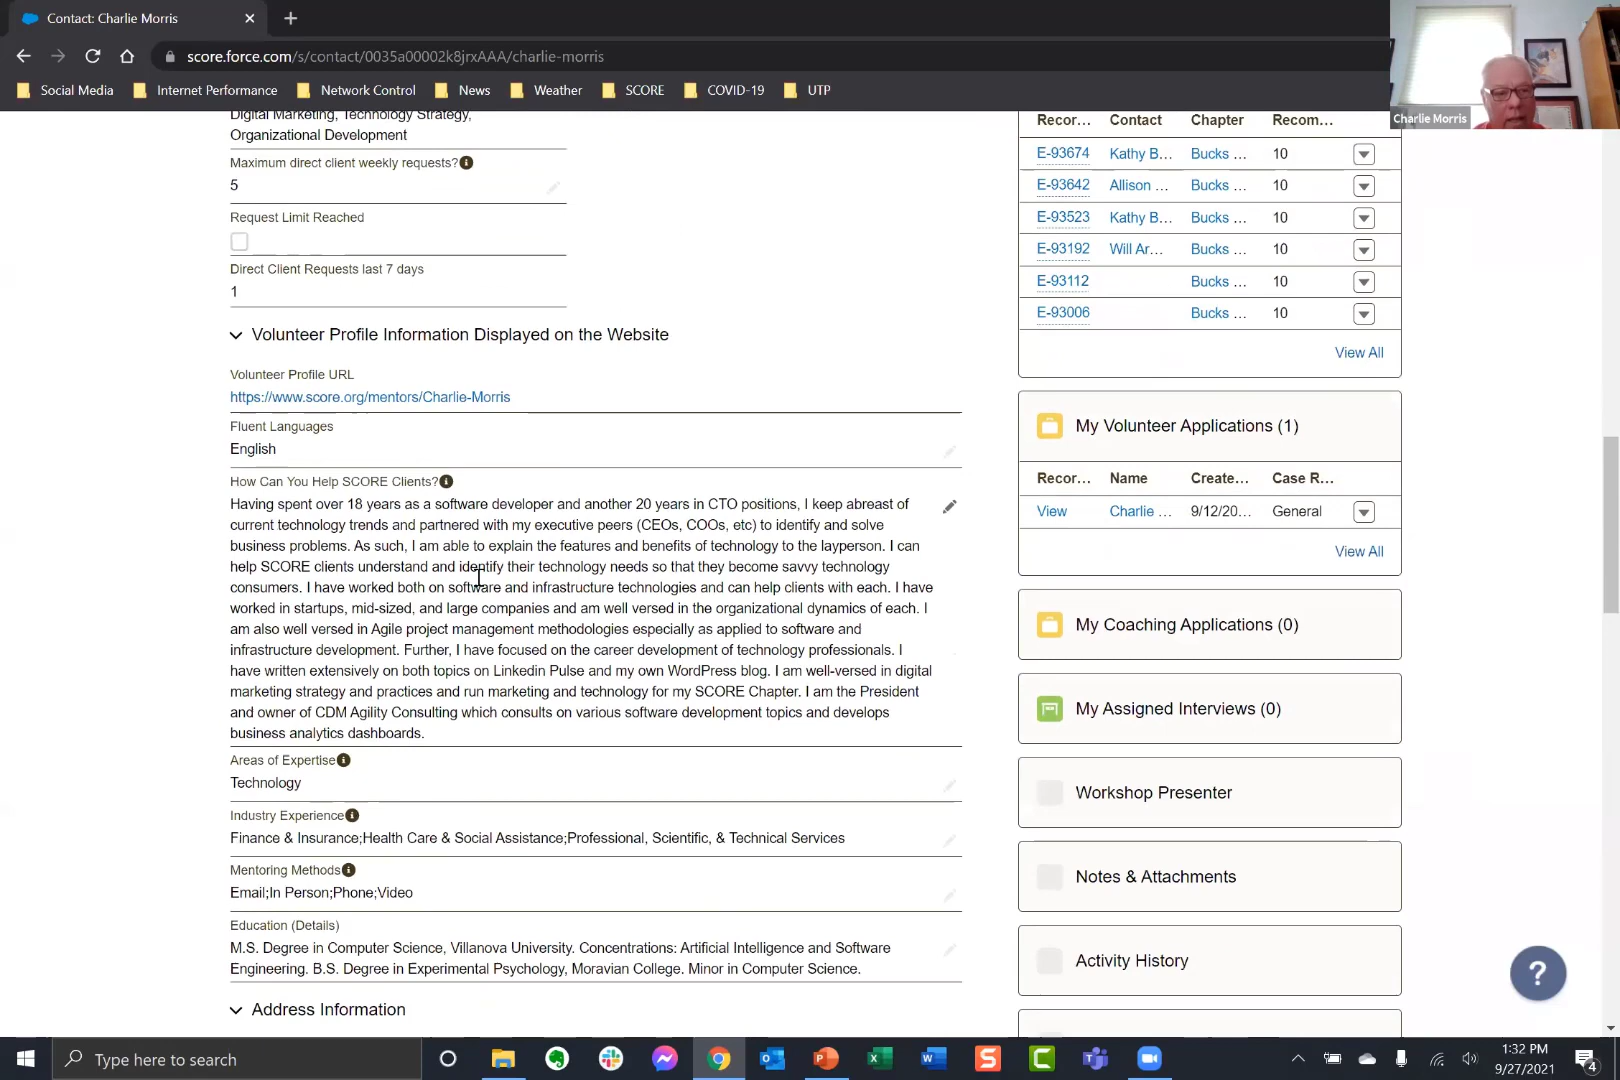 Contact: Charlie Morris
score.force.com/s/contact/0035a00002k8jrxAAA/charlie-morris
Social Media
Internet Performance
Network Control
News
Weather
SCORE
COVID-19
UTP
Charlie Morris
Digital Marketing, Technology Strategy,
Organizational Development
Maximum direct client weekly requests?
5
Request Limit Reached
Direct Client Requests last 7 days
1
Volunteer Profile Information Displayed on the Website
Volunteer Profile URL
https://www.score.org/mentors/Charlie-Morris
Fluent Languages
English
How Can You Help SCORE Clients?
Having spent over 18 years as a software developer and another 20 years in CTO positions, I keep abreast of
current technology trends and partnered with my executive peers (CEOs, COOs, etc) to identify and solve
business problems. As such, I am able to explain the features and benefits of technology to the layperson. I can
help SCORE clients understand and identify their technology needs so that they become savvy technology
consumers. I have worked both on software and infrastructure technologies and can help clients with each. I have
worked in startups, mid-sized, and large companies and am well versed in the organizational dynamics of each. I
am also well versed in Agile project management methodologies especially as applied to software and
infrastructure development. Further, I have focused on the career development of technology professionals. I
have written extensively on both topics on Linkedin Pulse and my own WordPress blog. I am well-versed in digital
marketing strategy and practices and run marketing and technology for my SCORE Chapter. I am the President
and owner of CDM Agility Consulting which consults on various software development topics and develops
business analytics dashboards.
Areas of Expertise
Technology
Industry Experience
Finance & Insurance;Health Care & Social Assistance;Professional, Scientific, & Technical Services
Mentoring Methods
Email;In Person;Phone;Video
Education (Details)
M.S. Degree in Computer Science, Villanova University. Concentrations: Artificial Intelligence and Software
Engineering. B.S. Degree in Experimental Psychology, Moravian College. Minor in Computer Science.
Address Information
Recor... Contact Chapter Recom...
E-93674 Kathy B... Bucks ... 10
E-93642 Allison ... Bucks ... 10
E-93523 Kathy B... Bucks ... 10
E-93192 Will Ar... Bucks ... 10
E-93112 Bucks ... 10
E-93006 Bucks ... 10
View All
My Volunteer Applications (1)
Recor... Name Create... Case R...
View Charlie ... 9/12/20... General
View All
My Coaching Applications (0)
My Assigned Interviews (0)
Workshop Presenter
Notes & Attachments
Activity History
?
Type here to search
1:32 PM
9/27/2021
4